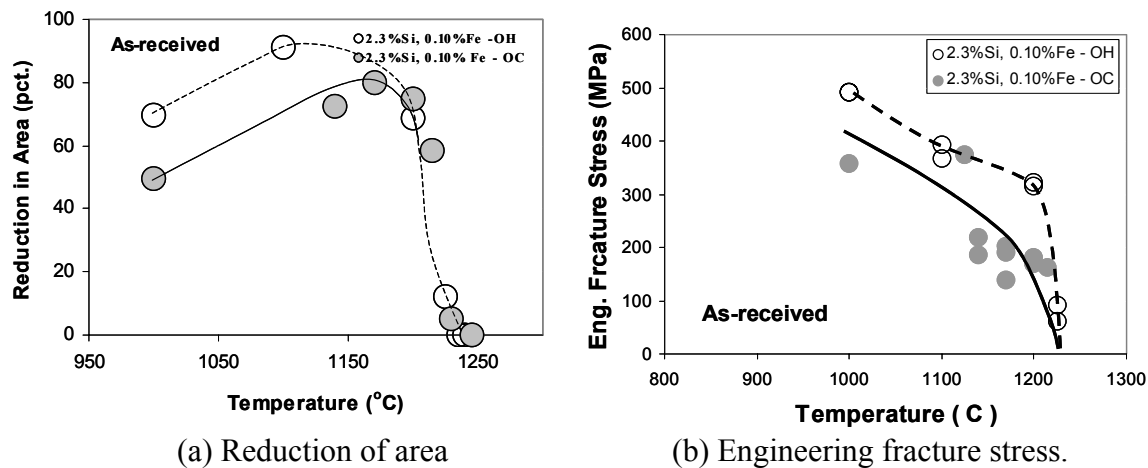 100
80
60
40
20
0
Reduction in Area (pct.)
As-received
2.3%Si, 0.10%Fe -OH
2.3%Si, 0.10% Fe - OC
950
1050
1150
1250
Temperature (°C)
(a) Reduction of area
600
500
400
300
200
100
0
Eng. Frcature Stress (MPa)
2.3%Si, 0.10%Fe - OH
2.3%Si, 0.10%Fe - OC
As-received
800
900
1000
1100
1200
1300
Temperature ( C )
(b) Engineering fracture stress.